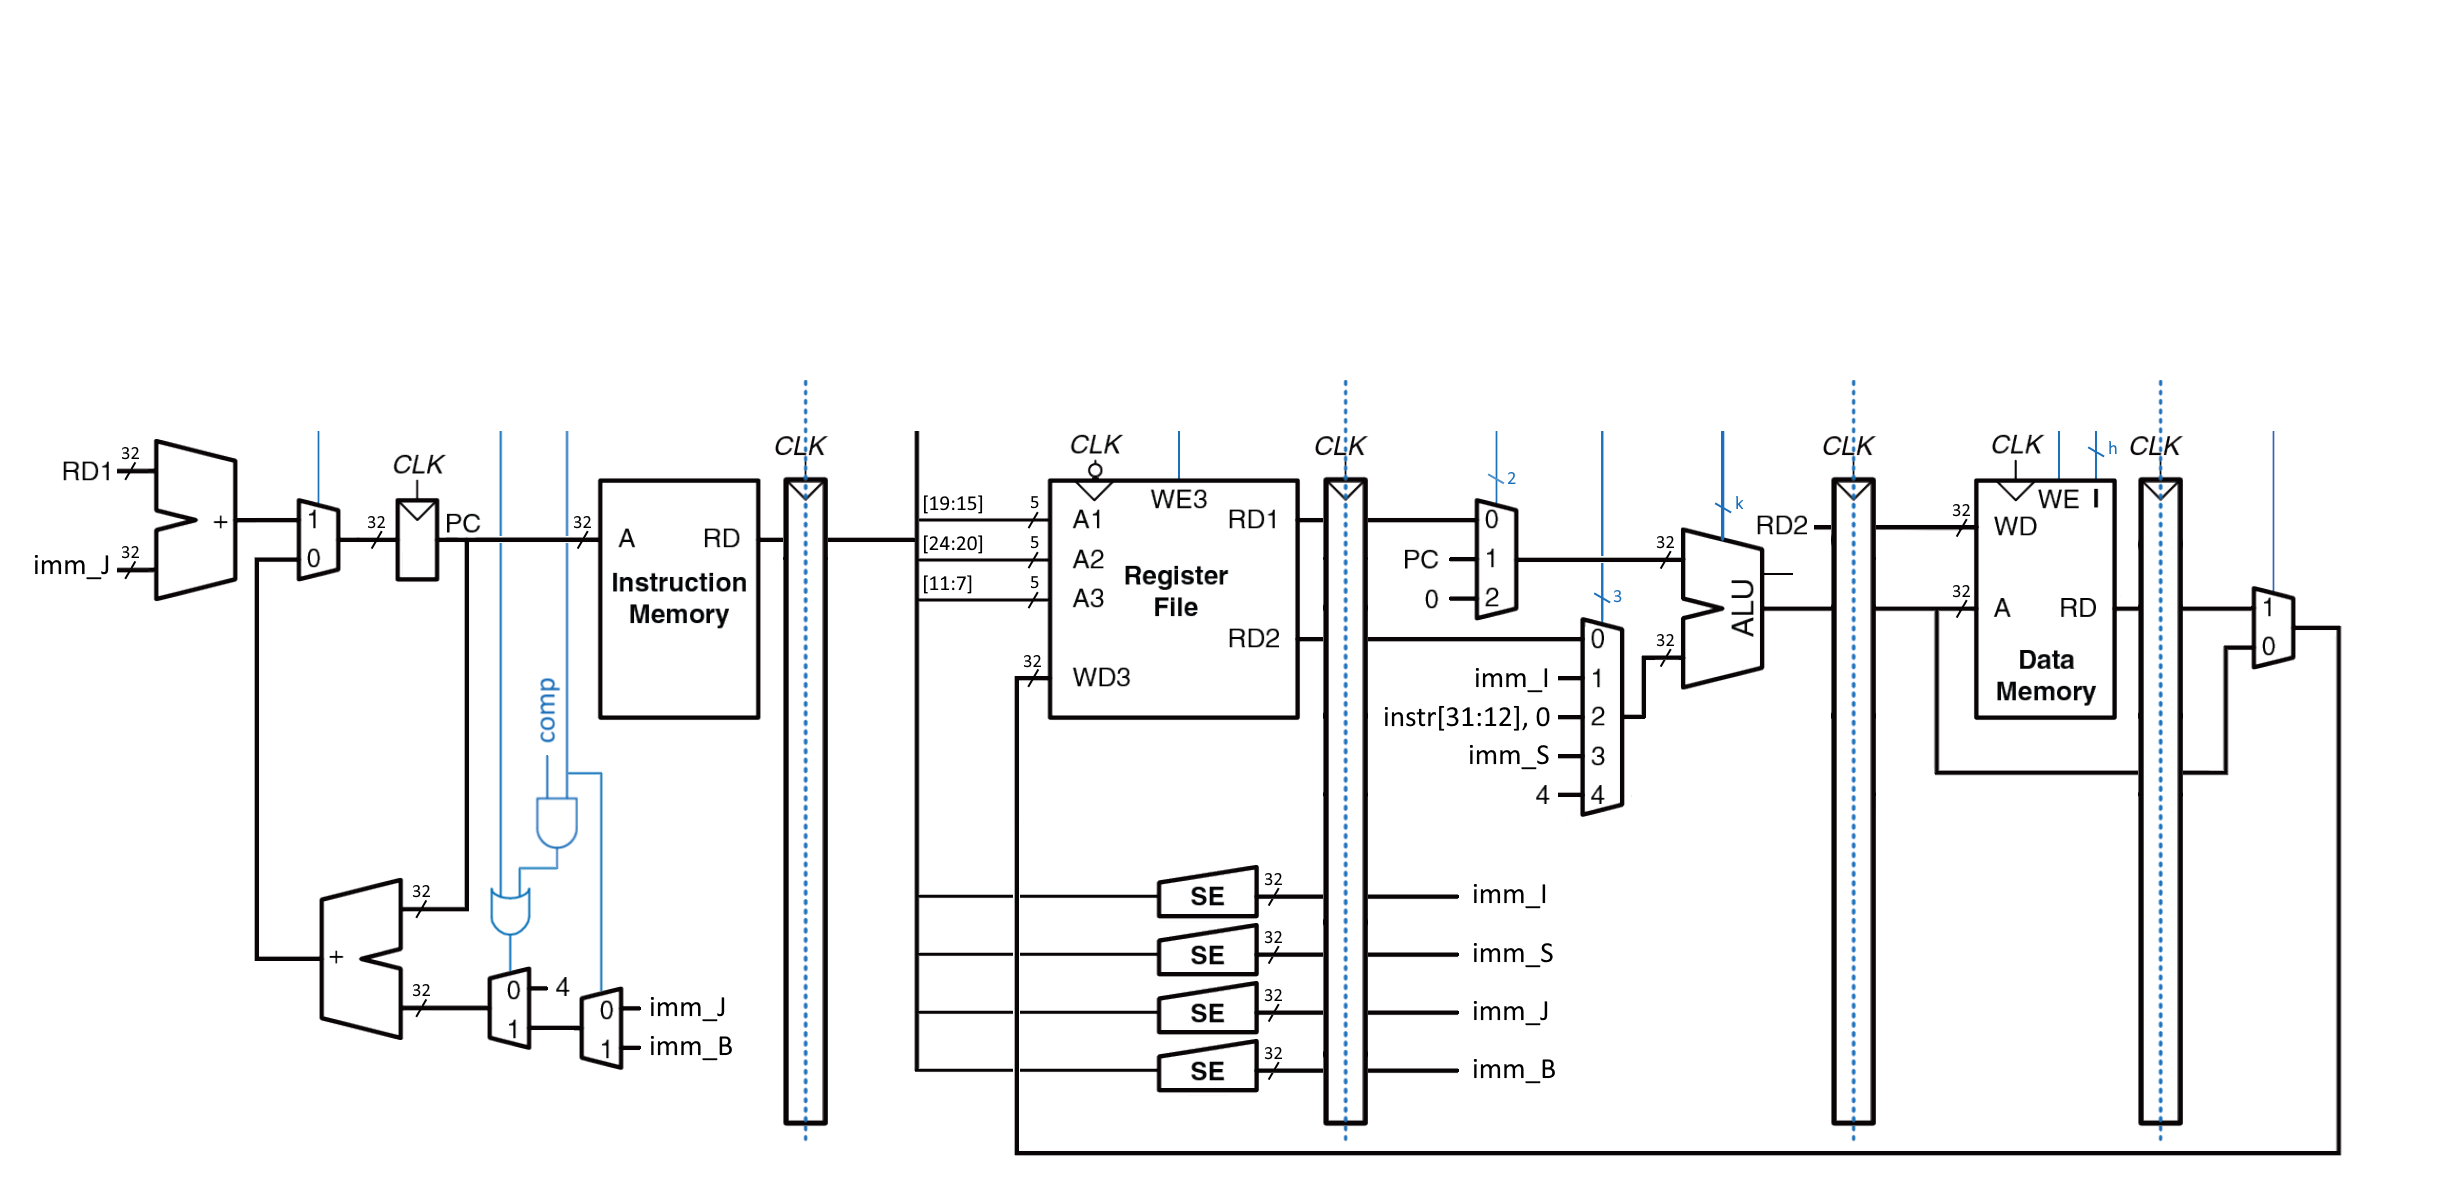 RD1
32
imm_J
32
+
1
0
32
CLK
PC
32
A
RD
Instruction
Memory
comp
32
+
32
0
1
4
0
1
imm_J
imm_B
CLK
[19:15]
5
[24:20]
5
[11:7]
5
32
CLK
WE3
A1
A2
A3
WD3
RD1
RD2
Register
File
SE
32
imm_I
SE
32
imm_S
SE
32
imm_J
SE
32
imm_B
CLK
2
PC
0
0
1
2
3
imm_I
instr[31:12], 0
imm_S
4
0
1
2
3
4
32
32
k
ALU
RD2
CLK
32
32
CLK
WE I
h
WD
A
RD
Data
Memory
CLK
1
0